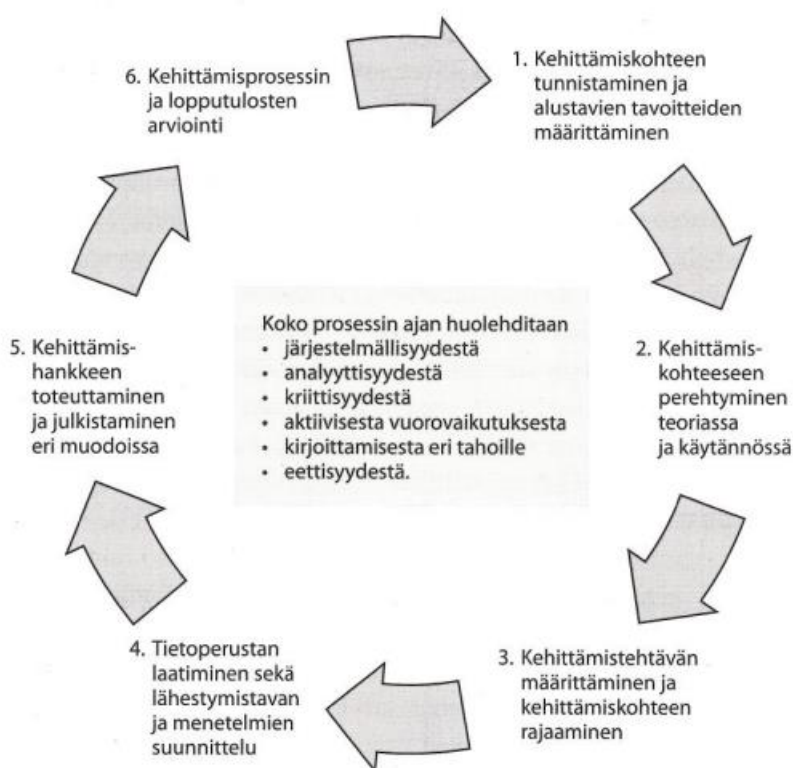 1. Kehittämiskohteen
tunnistaminen ja
alustavien tavoitteiden
määrittäminen
2. Kehittämis-
kohteeseen
perehtyminen
teoriassa
ja käytännössä
3. Kehittämistehtävän
määrittäminen ja
kehittämiskohteen
rajaaminen
4. Tietoperustan
laatiminen sekä
lähestymistavan
ja menetelmien
suunnittelu
5. Kehittämis-
hankkeen
toteuttaminen
ja julkistaminen
eri muodoissa
6. Kehittämisprosessin
ja lopputulosten
arviointi
Koko prosessin ajan huolehditaan
• järjestelmällisyydestä
• analyyttisyydestä
• kriittisyydestä
• aktiivisesta vuorovaikutuksesta
• kirjoittamisesta eri tahoille
• eettisyydestä.